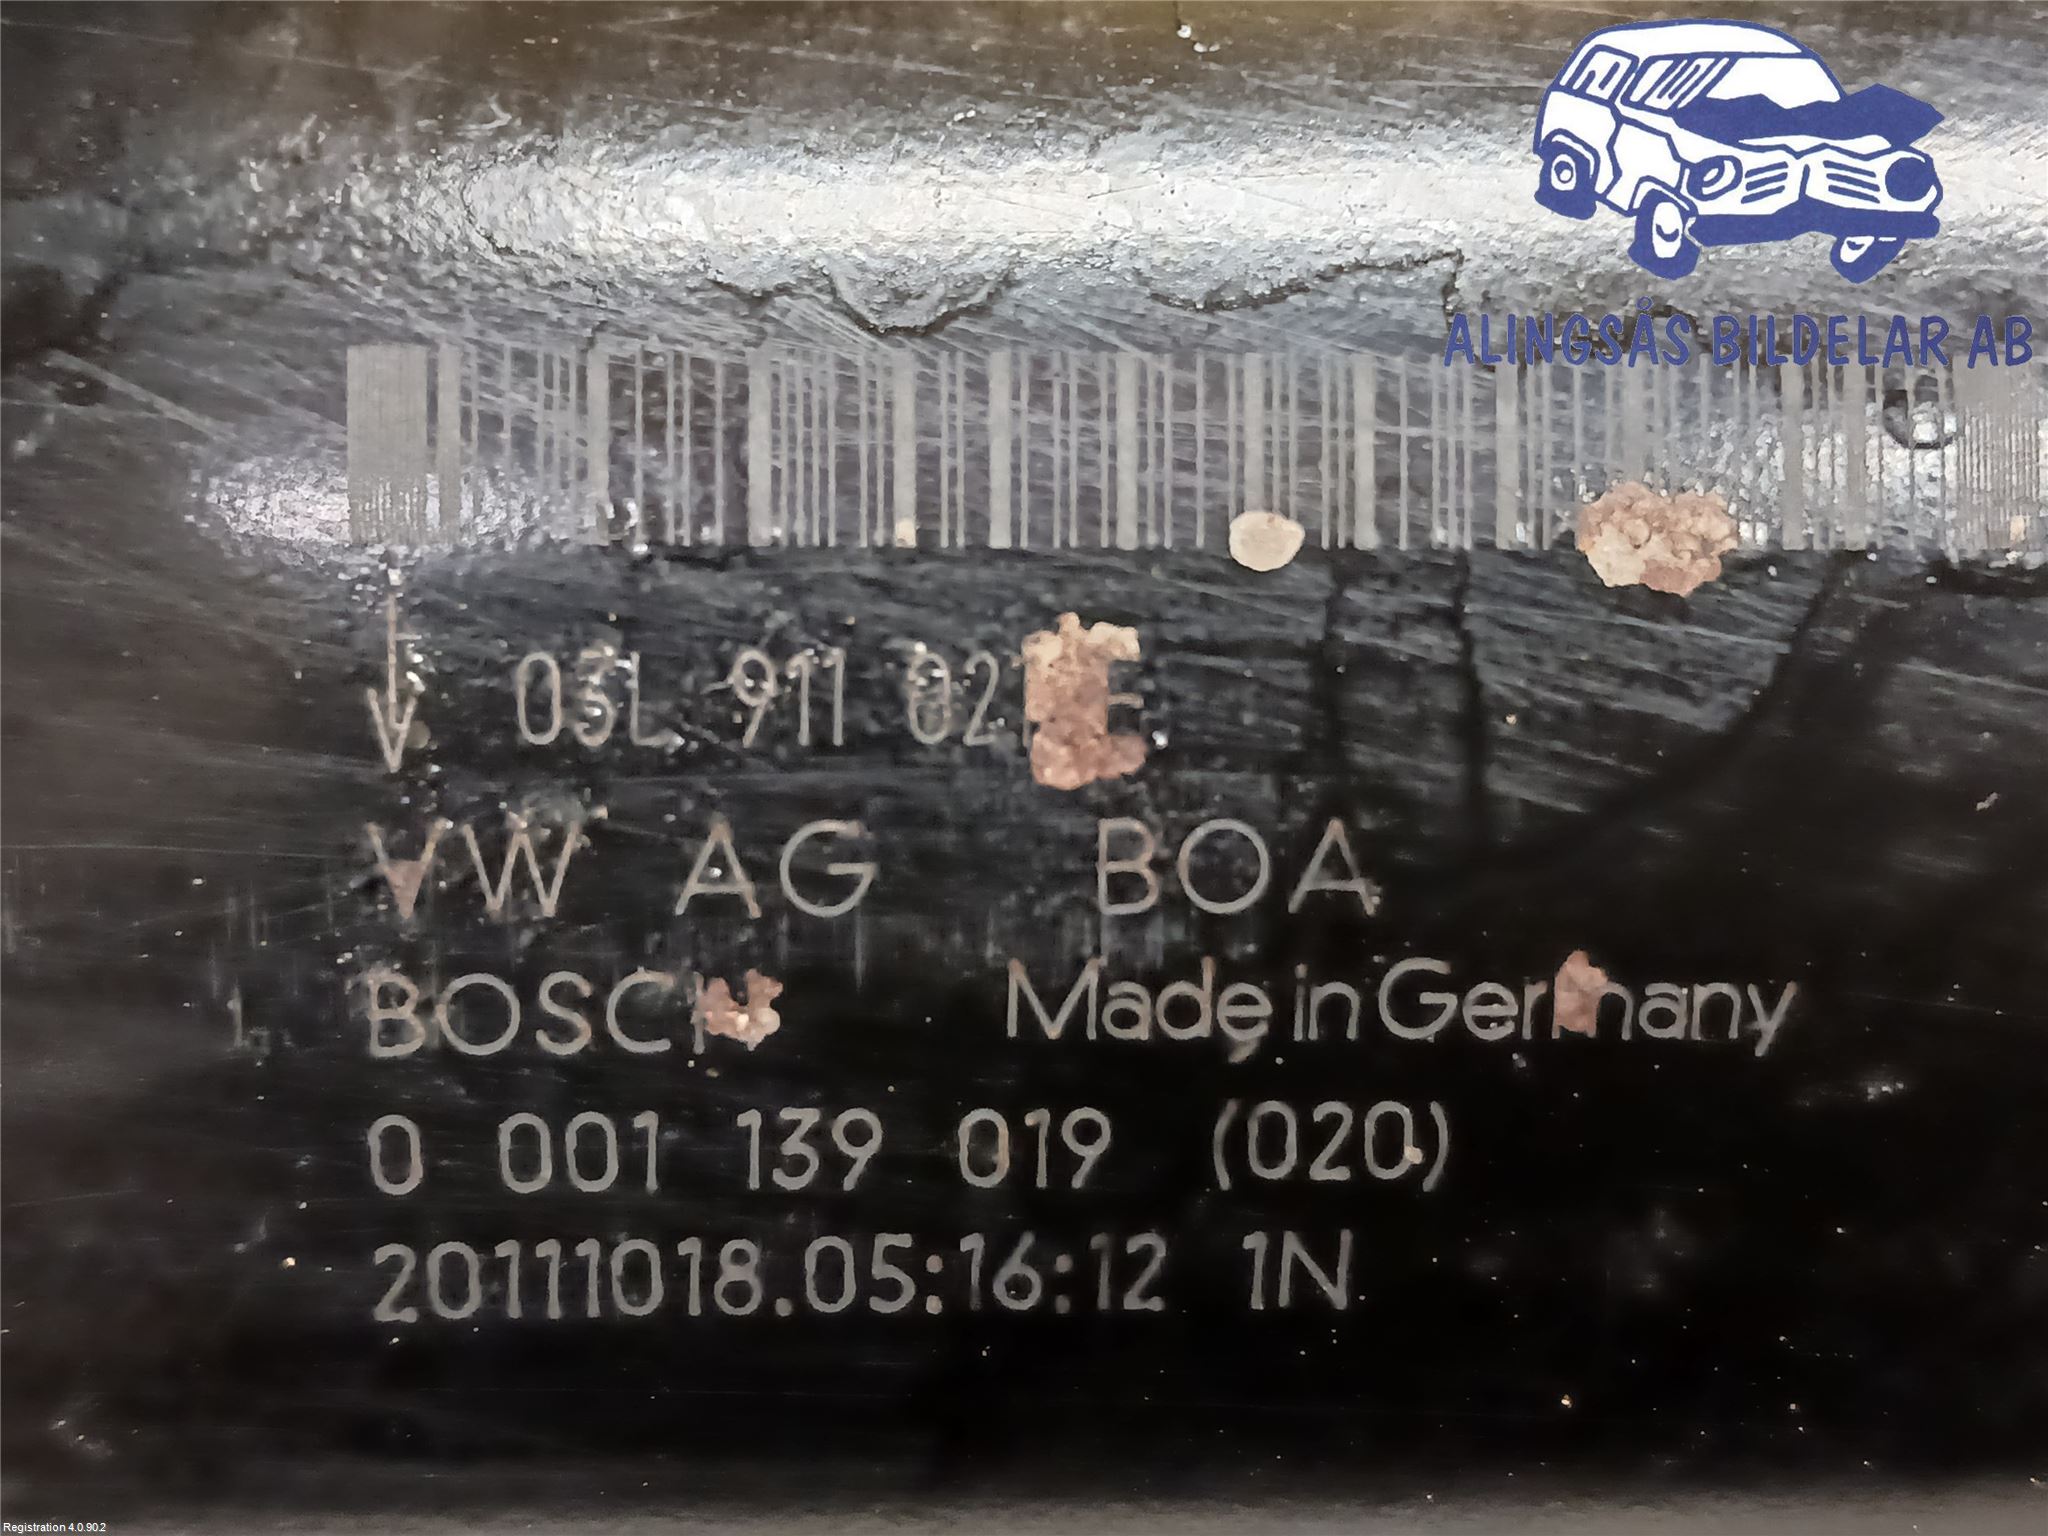 ALINGSÅS BILDELAR AB
03L 911
VW AG BOA
BOSCH Made in Germany
0 001 139 019 (020)
20111018.05:16:12 1N
Registration 4.0.90.2